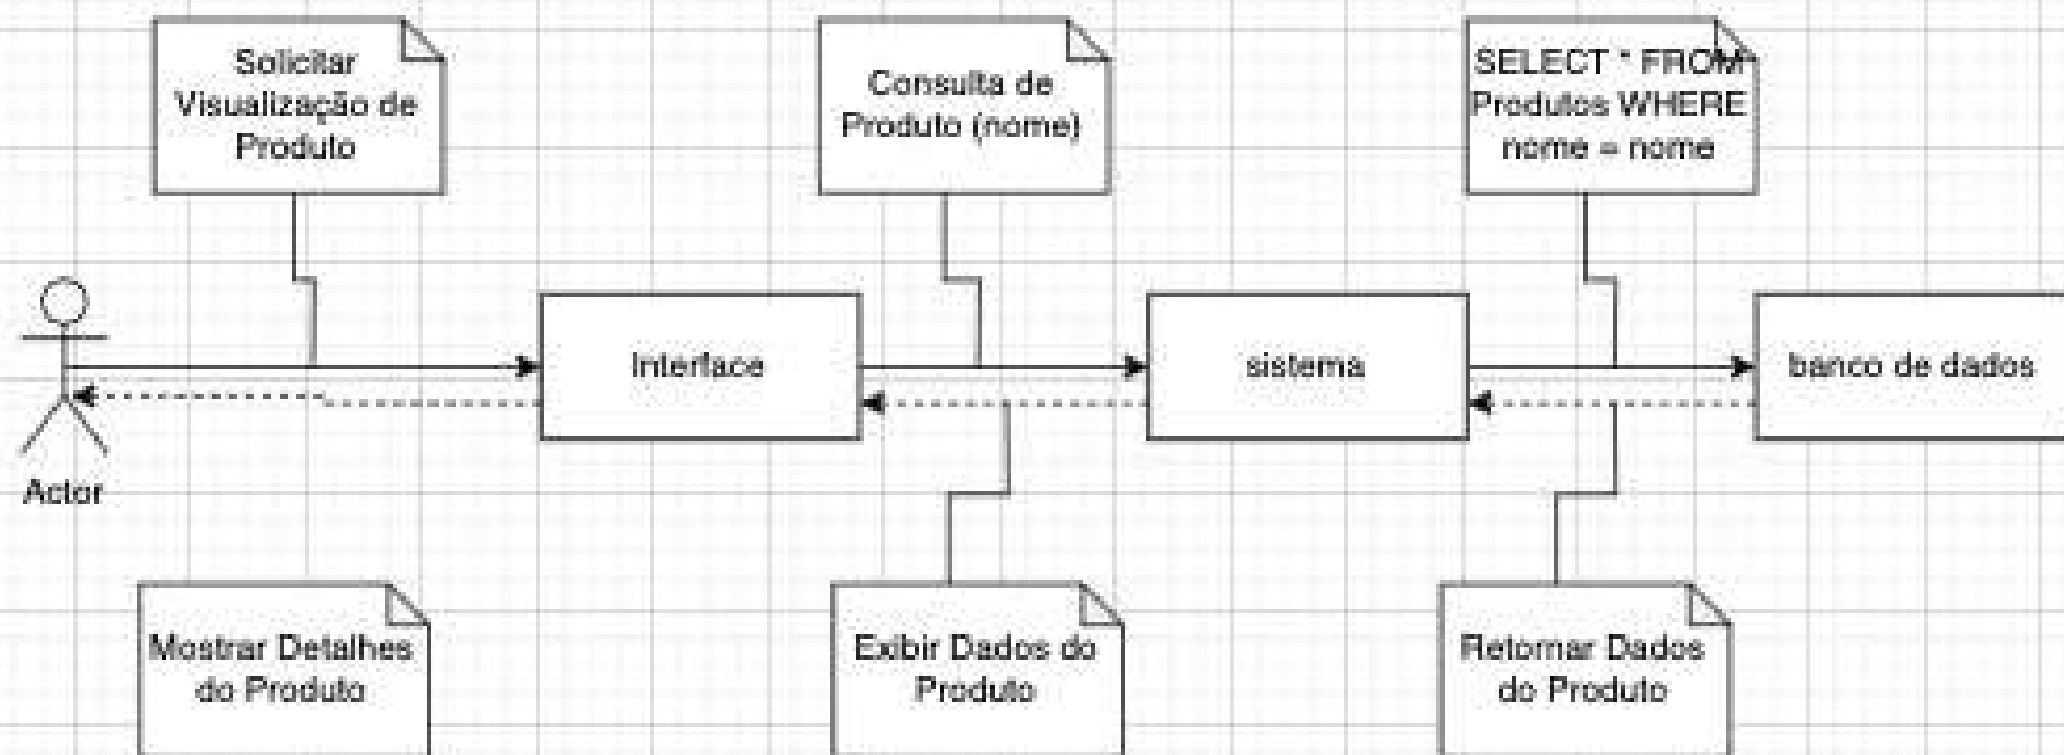 Solicitar
Visualização de
Produto
Consulta de
Produto (nome)
SELECT * FROM
Produtos WHERE
nome = nome
Interface
sistema
banco de dados
Actor
Mostrar Detalhes
do Produto
Exibir Dados do
Produto
Retornar Dados
do Produto